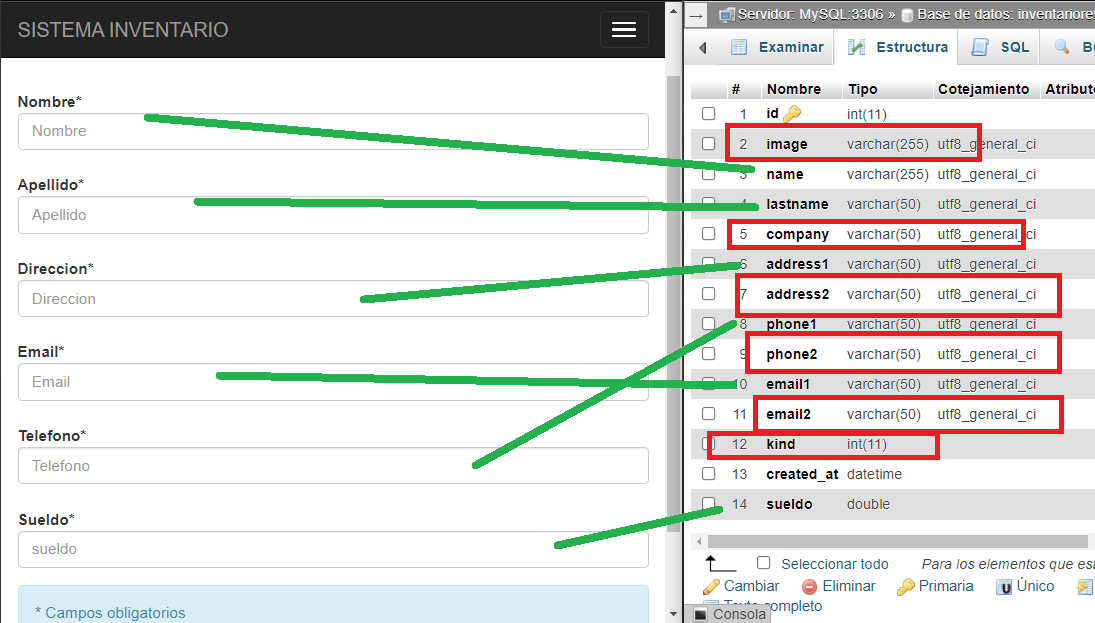 SISTEMA INVENTARIO
Nombre*
Nombre
Apellido*
Apellido
Direccion*
Direccion
Email*
Email
Telefono*
Telefono
Sueldo*
sueldo
* Campos obligatorios
Servidor: MySQL:3306 » Base de datos: inventariorev
Examinar Estructura SQL
# Nombre Tipo Cotejamiento Atributo
1 id int(11)
2 image varchar(255) utf8_general_ci
3 name varchar(255) utf8_general_ci
4 lastname varchar(50) utf8_general_ci
5 company varchar(50) utf8_general_ci
6 address1 varchar(50) utf8_general_ci
7 address2 varchar(50) utf8_general_ci
8 phone1 varchar(50) utf8_general_ci
9 phone2 varchar(50) utf8_general_ci
10 email1 varchar(50) utf8_general_ci
11 email2 varchar(50) utf8_general_ci
12 kind int(11)
13 created_at datetime
14 sueldo double
Seleccionar todo Para los elementos que est
Cambiar Eliminar Primaria Único
Texto completo
Consola